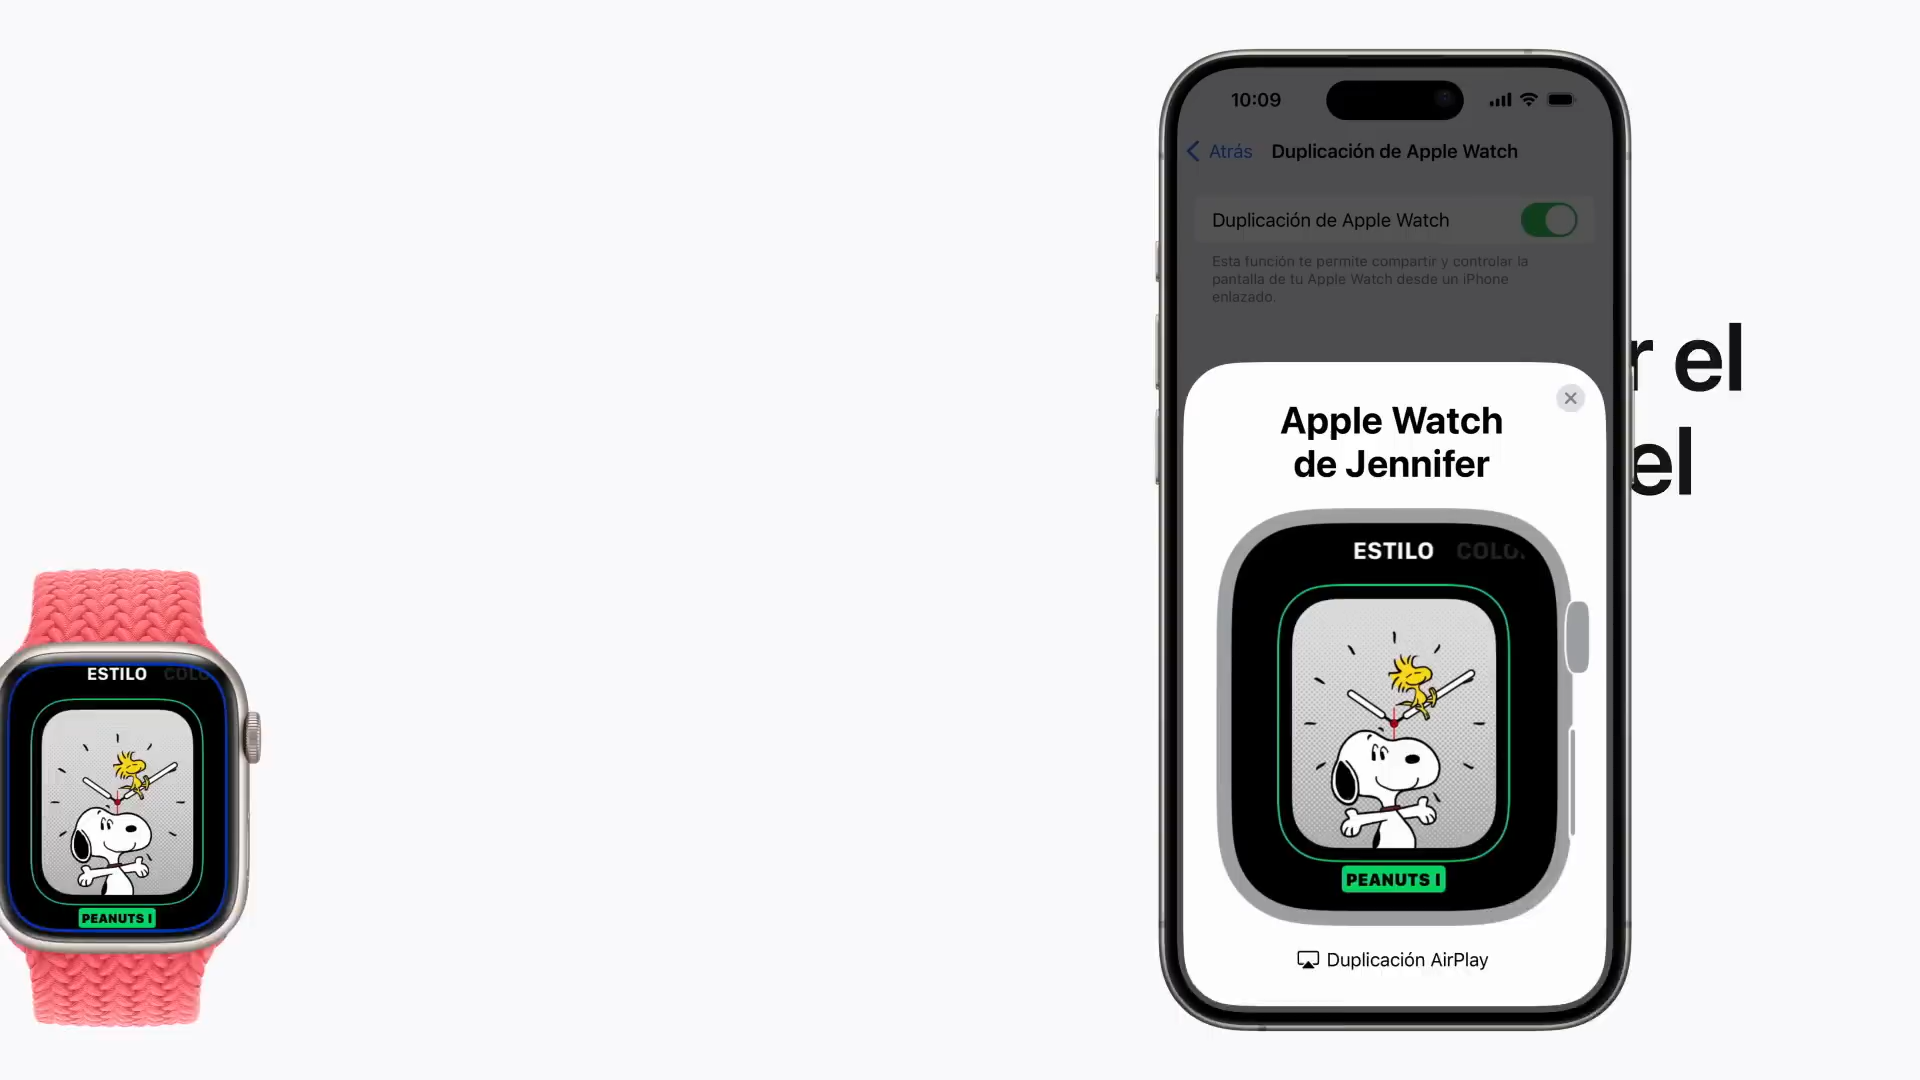 10:09
Atrás Duplicación de Apple Watch
Duplicación de Apple Watch
Esta función te permite compartir y controlar la
pantalla de tu Apple Watch desde un iPhone
enlazado.
r el
el
Apple Watch
de Jennifer
ESTILO
PEANUTS I
Duplicación AirPlay
ESTILO
PEANUTS I